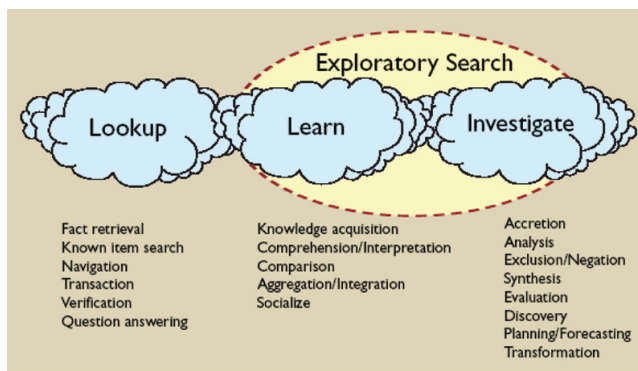 Exploratory Search
Lookup
Learn
Investigate
Fact retrieval
Known item search
Navigation
Transaction
Verification
Question answering
Knowledge acquisition
Comprehension/Interpretation
Comparison
Aggregation/Integration
Socialize
Accretion
Analysis
Exclusion/Negation
Synthesis
Evaluation
Discovery
Planning/Forecasting
Transformation